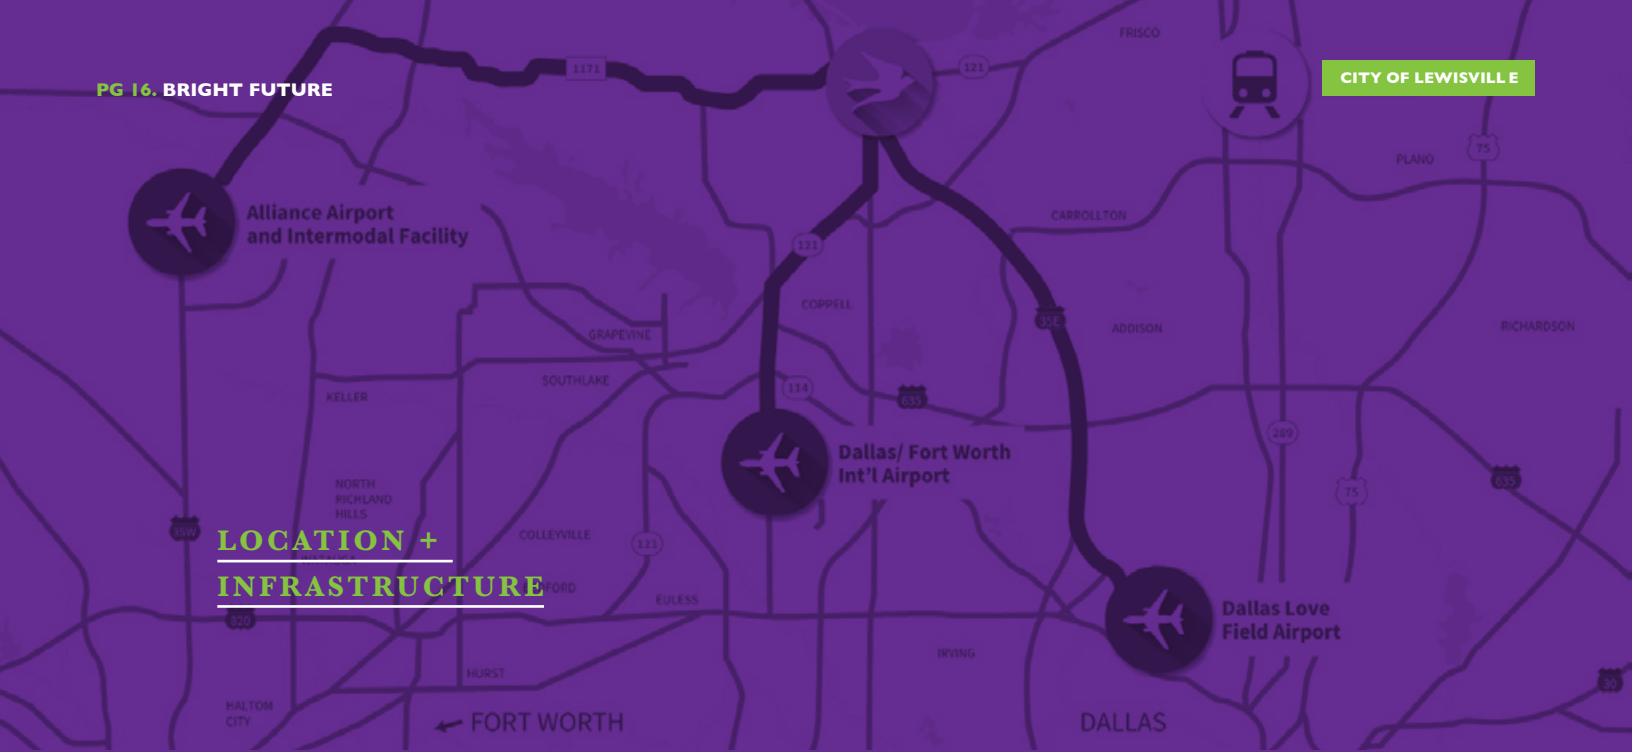 FRISCO
1171
121
PG 16. BRIGHT FUTURE
CITY OF LEWISVILLE
75
PLANO
Alliance Airport
and Intermodal Facility
CARROLLTON
121
COPPELL
35E
ADDISON
RICHARDSON
GRAPEVINE
SOUTHLAKE
114
635
KELLER
289
Dallas/ Fort Worth
Int'l Airport
635
75
NORTH
RICHLAND
HILLS
35W
COLLEYVILLE
121
LOCATION +
WATAUGA
INFRASTRUCTURE
EULESS
820
Dallas Love
Field Airport
IRVING
HURST
30
HALTOM
CITY
FORT WORTH
DALLAS